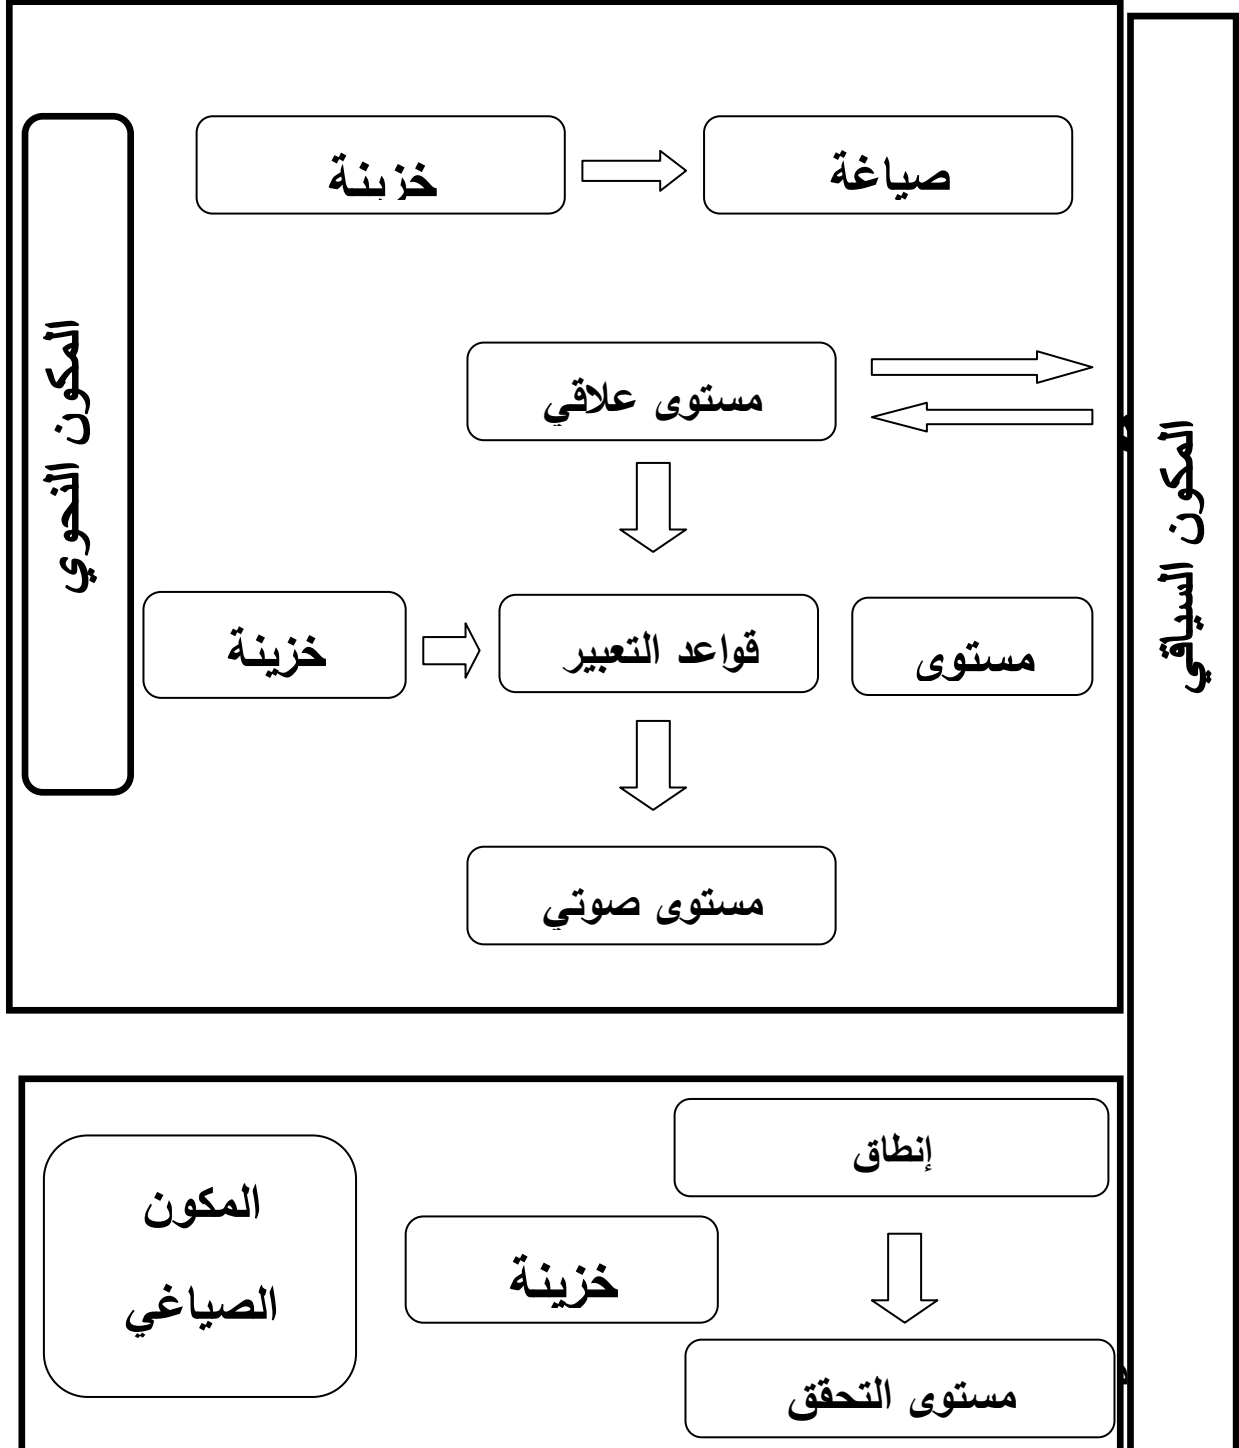 صياغة
خزينة
مستوى علاقي
المكون النحوي
المكون السياقي
مستوى
قواعد التعبير
خزينة
مستوى صوتي
إنطاق
المكون
الصياغي
خزينة
مستوى التحقق